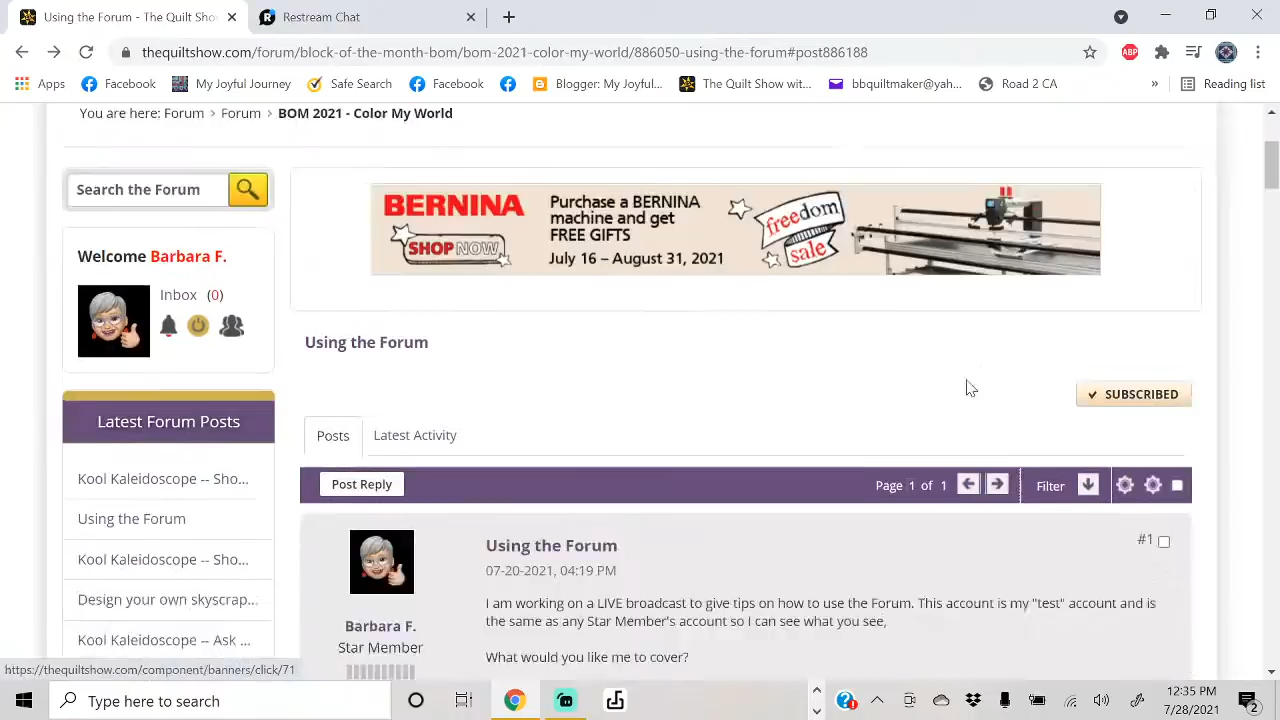 Using the Forum - The Quilt Sho
Restream Chat
thequiltshow.com/forum/block-of-the-month-bom/bom-2021-color-my-world/886050-using-the-forum#post886188
ABP
Apps
Facebook
My Joyful Journey
Safe Search
Facebook
Blogger: My Joyful...
The Quilt Show wit...
bbquiltmaker@yah...
Road 2 CA
»
Reading list
You are here: Forum > Forum > BOM 2021 - Color My World
Search the Forum
BERNINA
SHOP NOW
Purchase a BERNINA
machine and get
FREE GIFTS
July 16 – August 31, 2021
freedom
sale
Welcome Barbara F.
Inbox (0)
Using the Forum
SUBSCRIBED
Latest Forum Posts
Posts
Latest Activity
Kool Kaleidoscope -- Sho...
Post Reply
Page 1 of 1
Filter
Using the Forum
Kool Kaleidoscope -- Sho...
Design your own skyscrap...
Kool Kaleidoscope -- Ask ...
Using the Forum
#1
07-20-2021, 04:19 PM
I am working on a LIVE broadcast to give tips on how to use the Forum. This account is my "test" account and is
the same as any Star Member's account so I can see what you see,
What would you like me to cover?
Barbara F.
Star Member
https://thequiltshow.com/component/banners/click/71
Type here to search
12:35 PM
7/28/2021
2